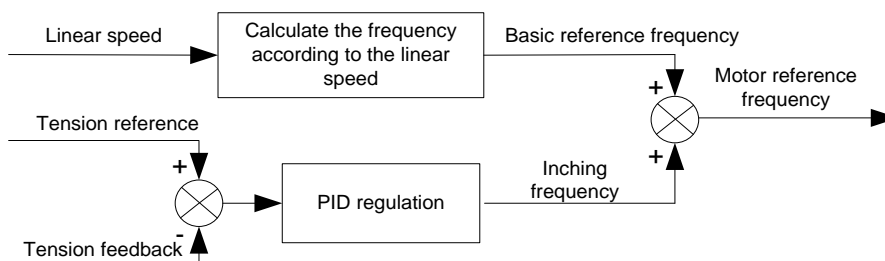 Linear speed
Calculate the frequency
according to the linear
speed
Basic reference frequency
Motor reference
frequency
+
+
Tension reference
+
PID regulation
Inching
frequency
-
Tension feedback